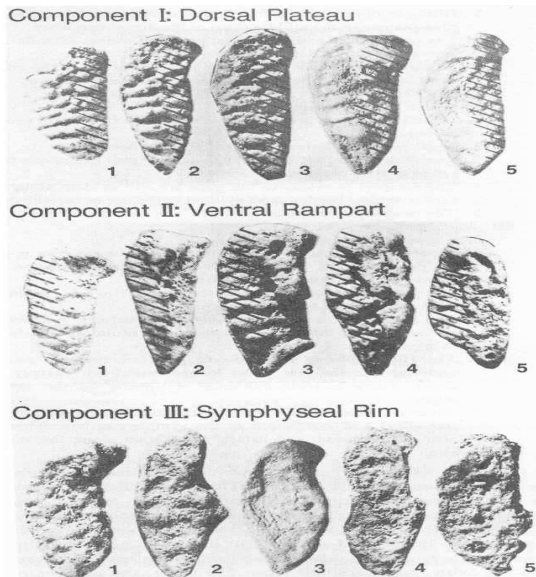 Component I: Dorsal Plateau
1 2 3 4 5
Component II: Ventral Rampart
1 2 3 4 5
Component III: Symphyseal Rim
1 2 3 4 5